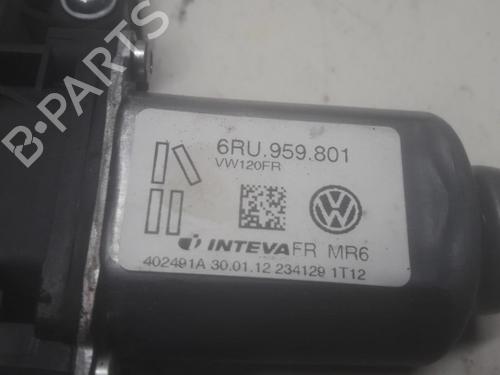 B-PARTS
6RU.959.801
VW120FR
INTEVA FR MR6
402491A 30.01.12 234129 1T12